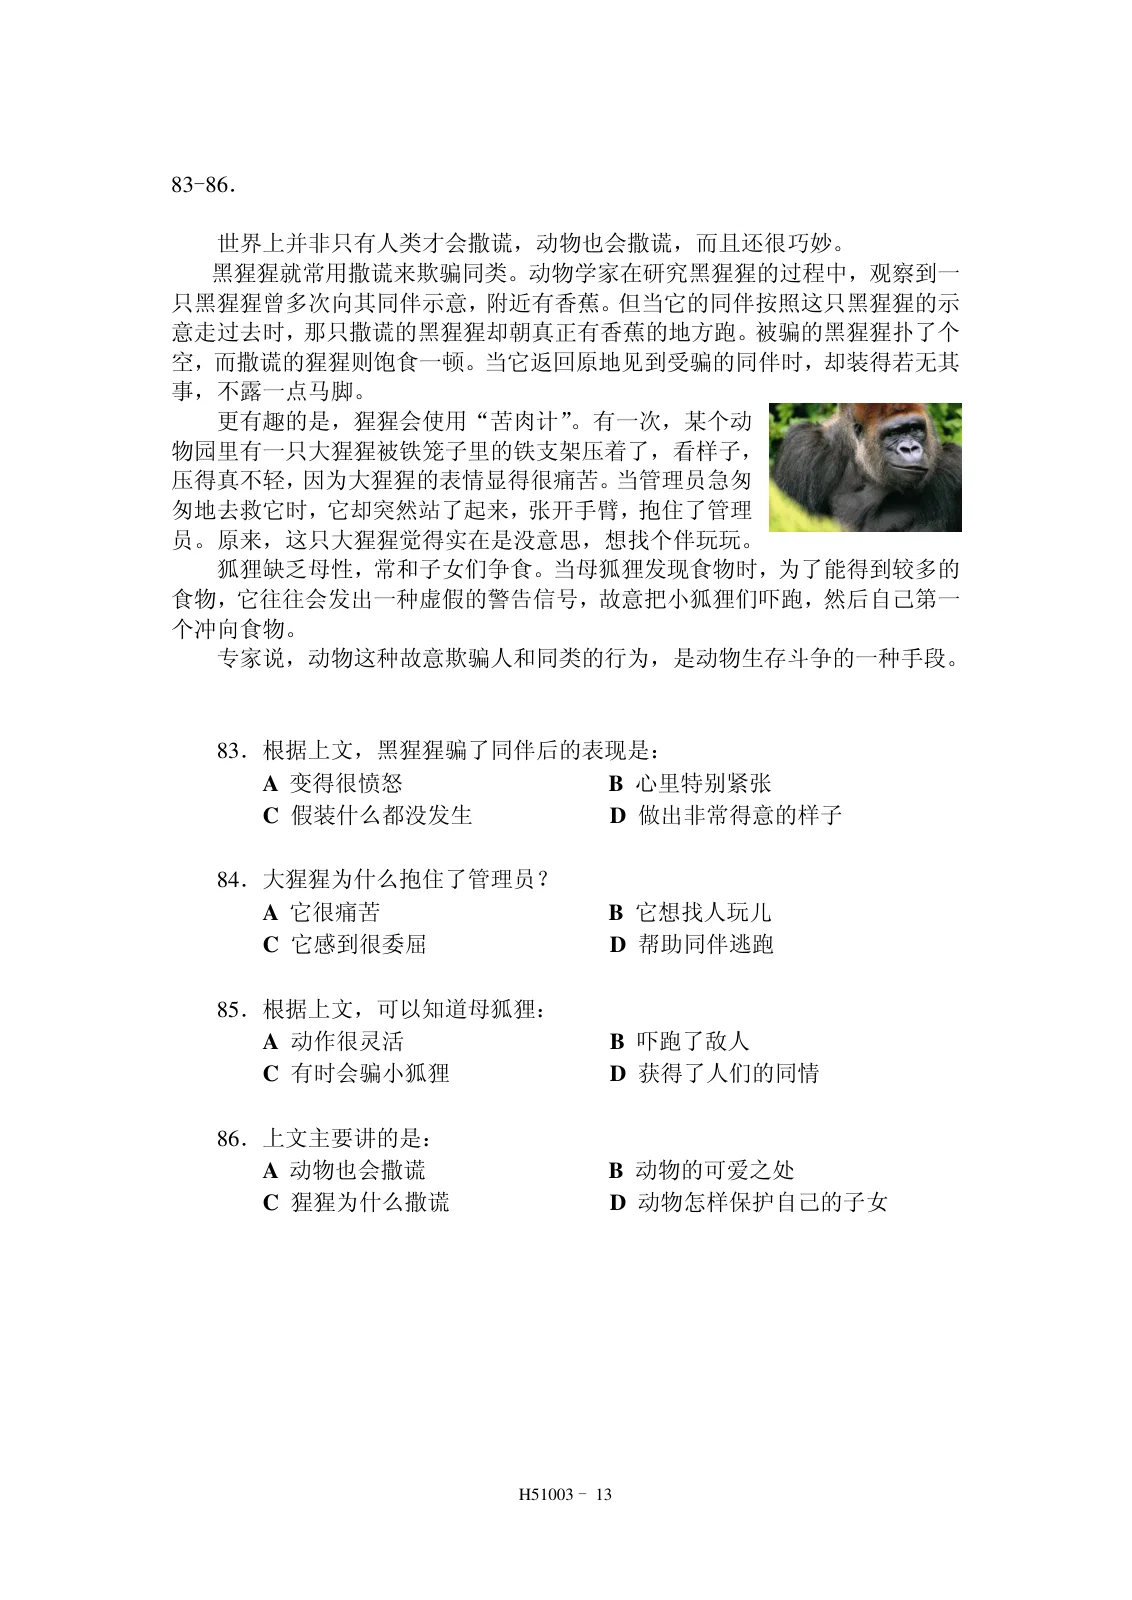 83-86．
世界上并非只有人类才会撒谎，动物也会撒谎，而且还很巧妙。
黑猩猩就常用撒谎来欺骗同类。动物学家在研究黑猩猩的过程中，观察到一
只黑猩猩曾多次向其同伴示意，附近有香蕉。但当它的同伴按照这只黑猩猩的示
意走过去时，那只撒谎的黑猩猩却朝真正有香蕉的地方跑。被骗的黑猩猩扑了个
空，而撒谎的猩猩则饱食一顿。当它返回原地见到受骗的同伴时，却装得若无其
事，不露一点马脚。
更有趣的是，猩猩会使用“苦肉计”。有一次，某个动
物园里有一只大猩猩被铁笼子里的铁支架压着了，看样子，
压得真不轻，因为大猩猩的表情显得很痛苦。当管理员急匆
匆地去救它时，它却突然站了起来，张开手臂，抱住了管理
员。原来，这只大猩猩觉得实在是没意思，想找个伴玩玩。
狐狸缺乏母性，常和子女们争食。当母狐狸发现食物时，为了能得到较多的
食物，它往往会发出一种虚假的警告信号，故意把小狐狸们吓跑，然后自己第一
个冲向食物。
专家说，动物这种故意欺骗人和同类的行为，是动物生存斗争的一种手段。
83．根据上文，黑猩猩骗了同伴后的表现是：
A 变得很愤怒 B 心里特别紧张
C 假装什么都没发生 D 做出非常得意的样子
84．大猩猩为什么抱住了管理员？
A 它很痛苦 B 它想找人玩儿
C 它感到很委屈 D 帮助同伴逃跑
85．根据上文，可以知道母狐狸：
A 动作很灵活 B 吓跑了敌人
C 有时会骗小狐狸 D 获得了人们的同情
86．上文主要讲的是：
A 动物也会撒谎 B 动物的可爱之处
C 猩猩为什么撒谎 D 动物怎样保护自己的子女
H51003 - 13